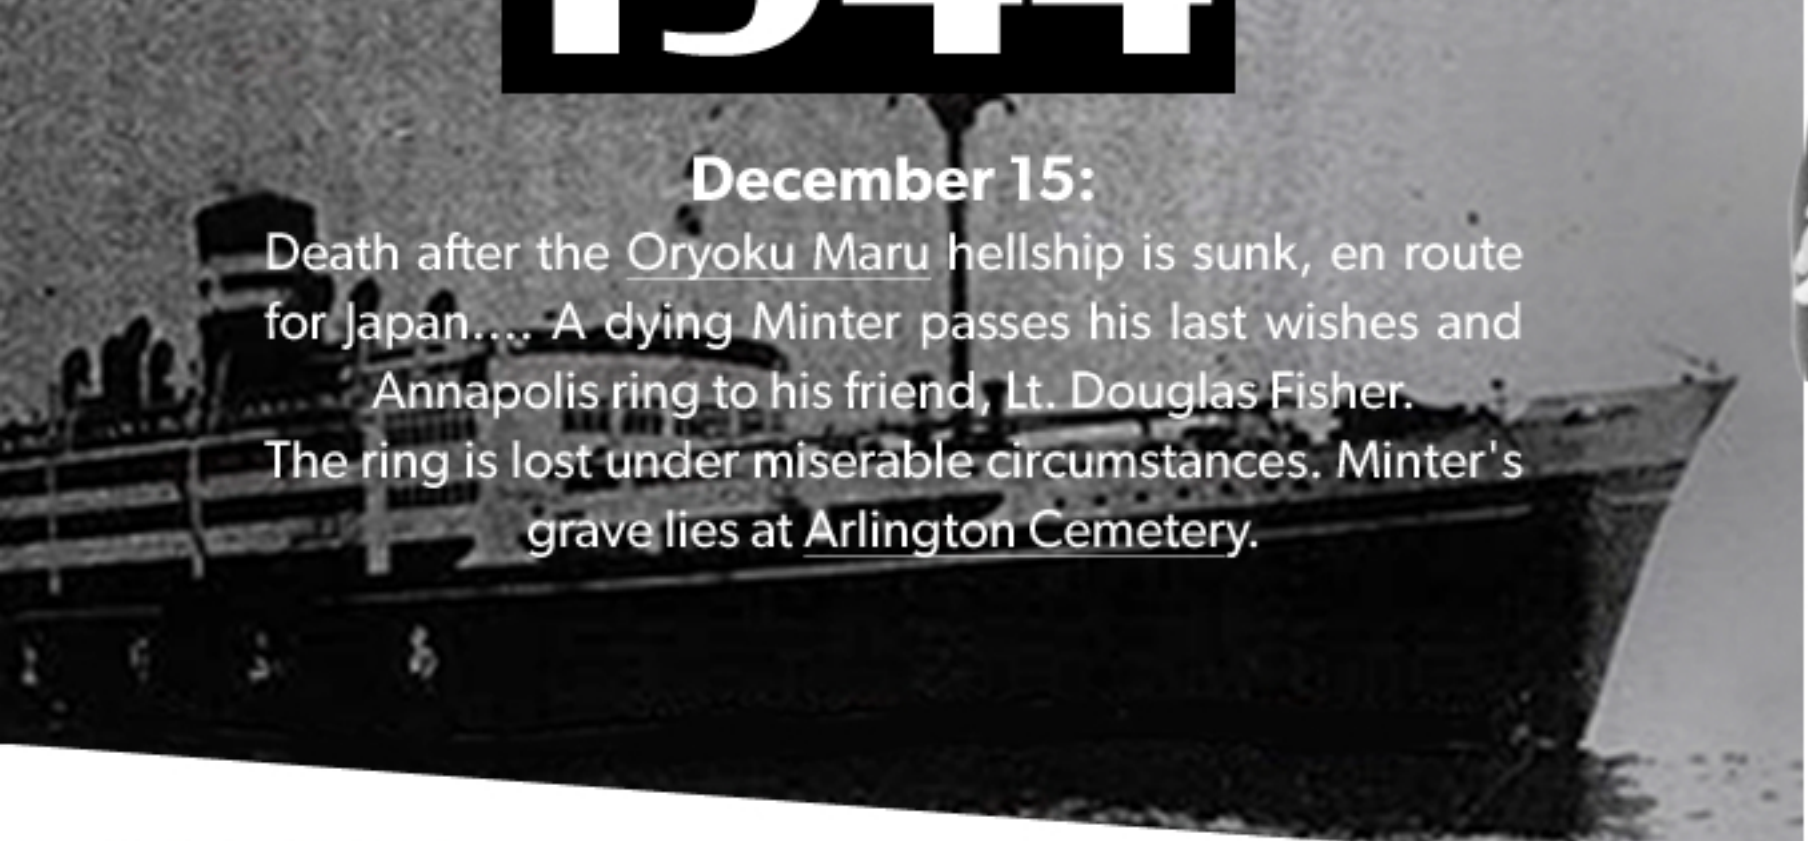 1944
December 15:
Death after the Oryoku Maru hellship is sunk, en route
for Japan.... A dying Minter passes his last wishes and
Annapolis ring to his friend, Lt. Douglas Fisher.
The ring is lost under miserable circumstances. Minter's
grave lies at Arlington Cemetery.